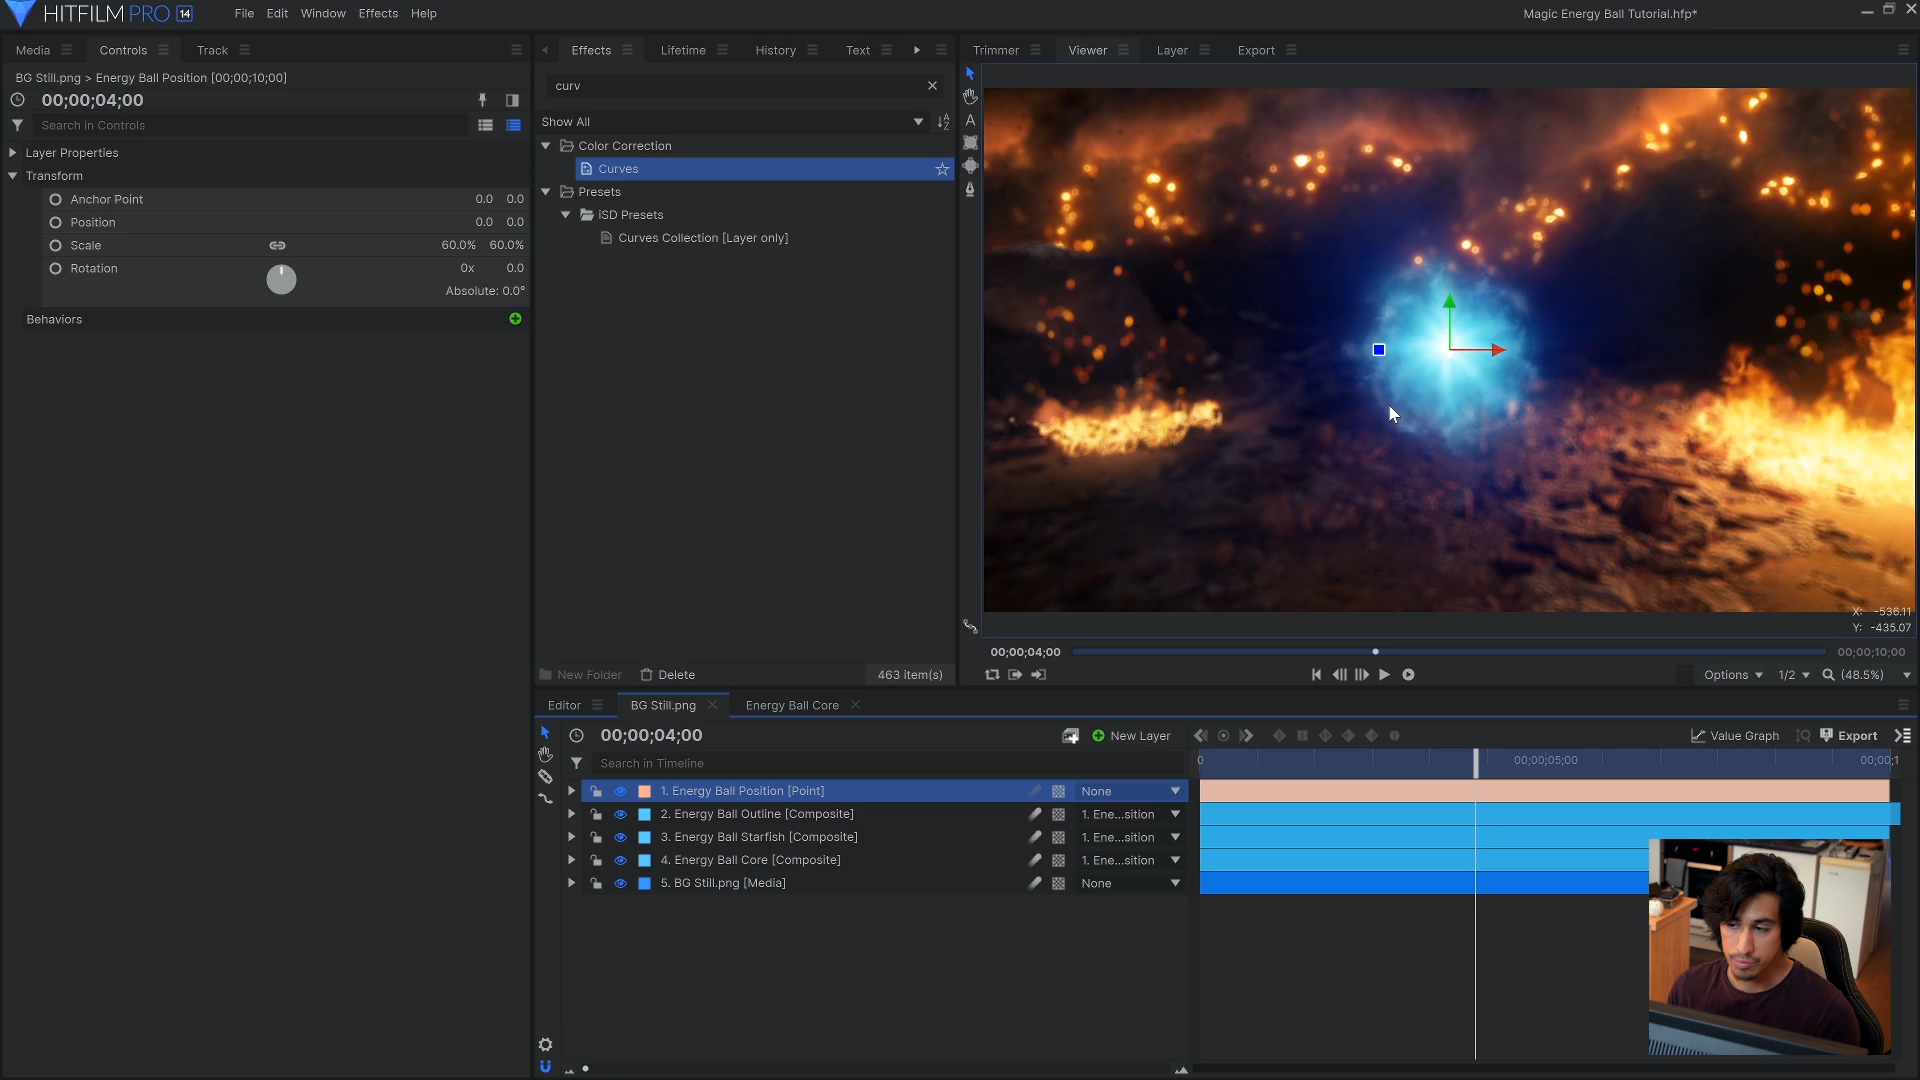 HITFILM PRO 14
File Edit Window Effects Help
Magic Energy Ball Tutorial.hfp*
Media Controls Track
BG Still.png > Energy Ball Position [00;00;10;00]
00;00;04;00
Search in Controls
Layer Properties
Transform
Anchor Point 0.0 0.0
Position 0.0 0.0
Scale 60.0% 60.0%
Rotation 0x 0.0
Absolute: 0.0°
Behaviors
Effects Lifetime History Text
curv
Show All
Color Correction
Curves
Presets
iSD Presets
Curves Collection [Layer only]
New Folder Delete 463 item(s)
Trimmer Viewer Layer Export
A
X: -536.11
Y: -435.07
00;00;04;00 00;00;10;00
Options 1/2 (48.5%)
Editor BG Still.png Energy Ball Core
00;00;04;00 New Layer Value Graph Export
Search in Timeline
0 00;00;05;00 00;00;1
1. Energy Ball Position [Point] None
2. Energy Ball Outline [Composite] 1. Ene...sition
3. Energy Ball Starfish [Composite] 1. Ene...sition
4. Energy Ball Core [Composite] 1. Ene...sition
5. BG Still.png [Media] None